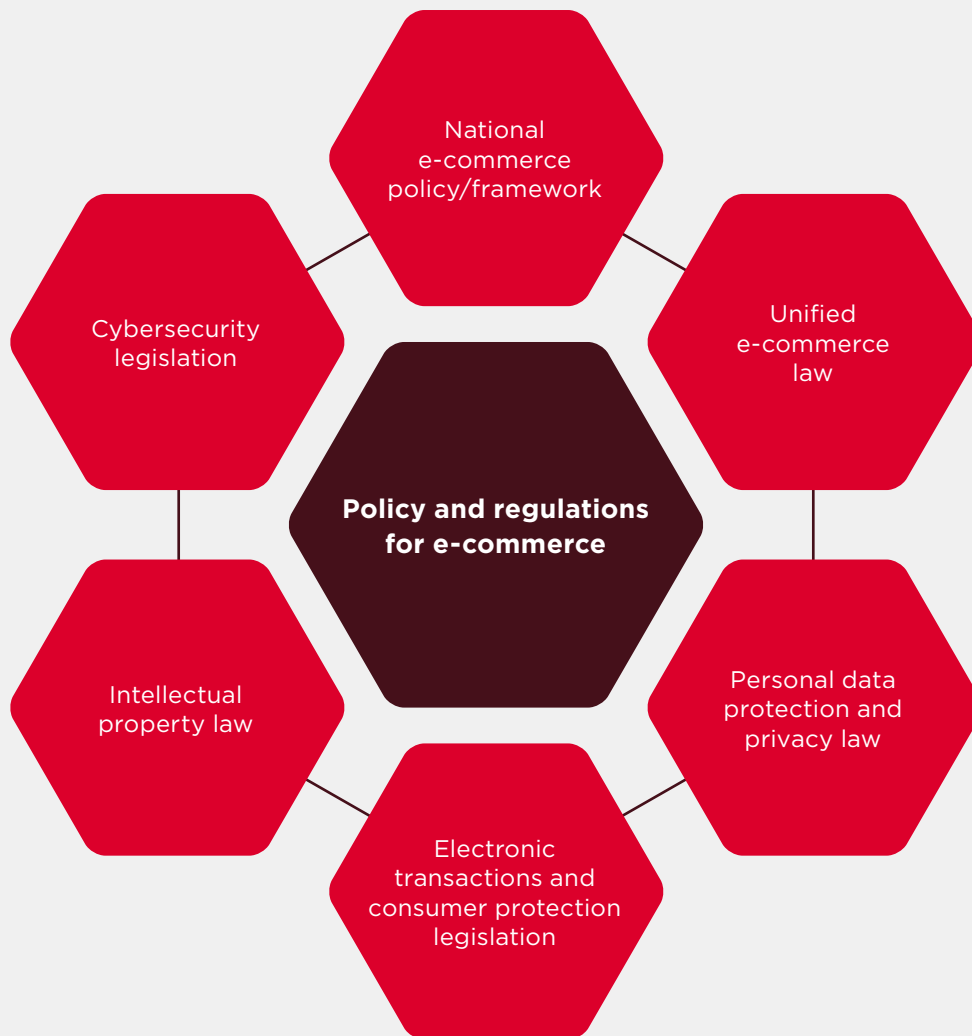 National
e-commerce
policy/framework
Cybersecurity
legislation
Unified
e-commerce
law
Policy and regulations
for e-commerce
Intellectual
property law
Personal data
protection and
privacy law
Electronic
transactions and
consumer protection
legislation